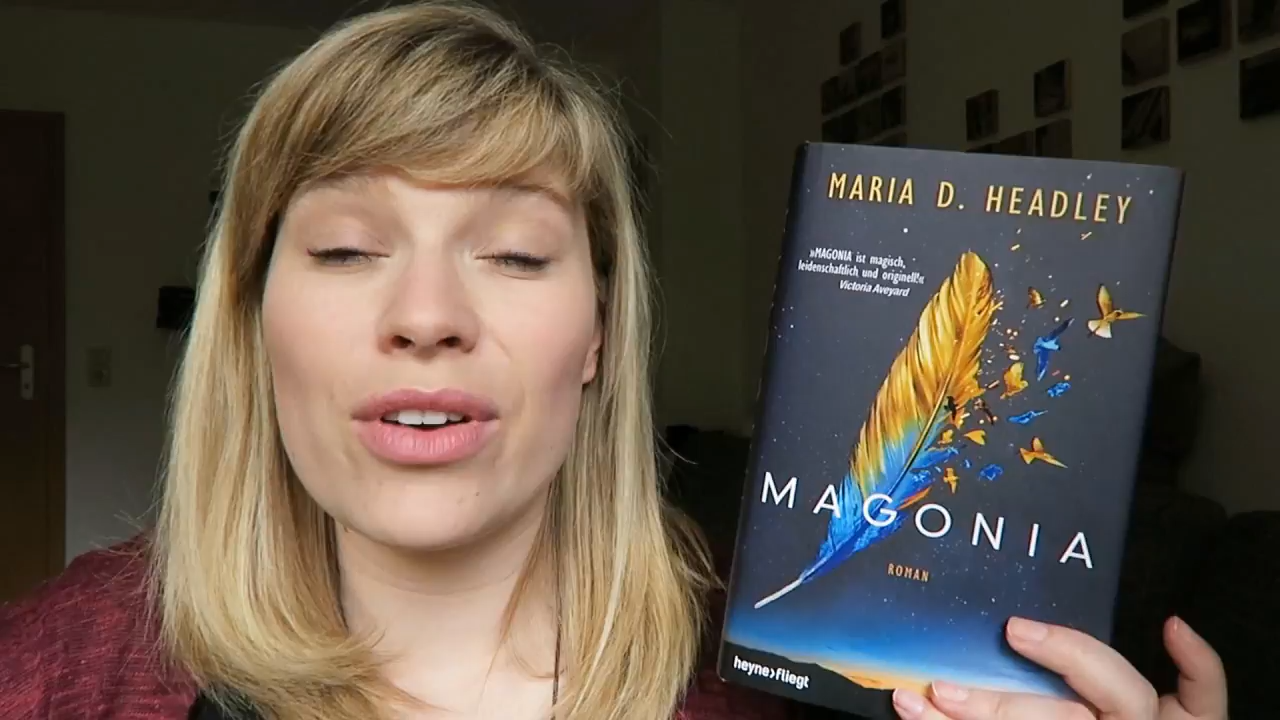 MARIA D. HEADLEY
»MAGONIA ist magisch,
leidenschaftlich und originell!«
Victoria Aveyard
MAGONIA
ROMAN
heyne>fliegt